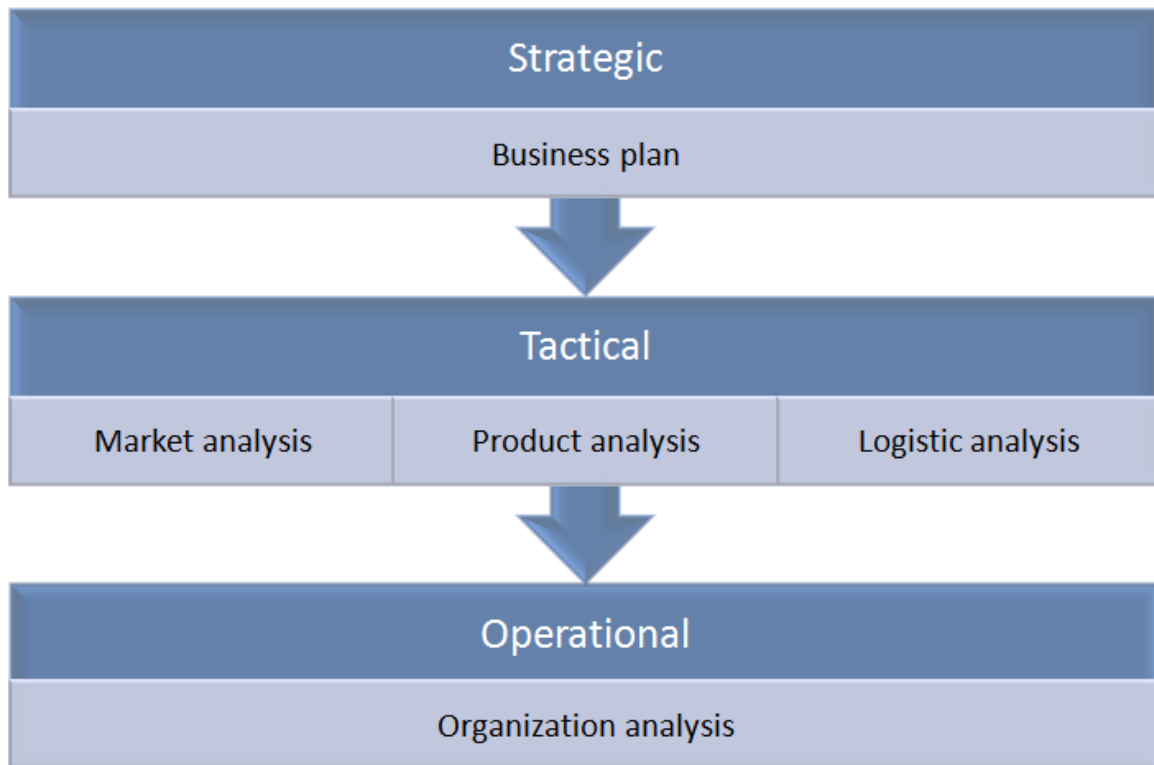 Strategic
Business plan
Tactical
Market analysis
Product analysis
Logistic analysis
Operational
Organization analysis